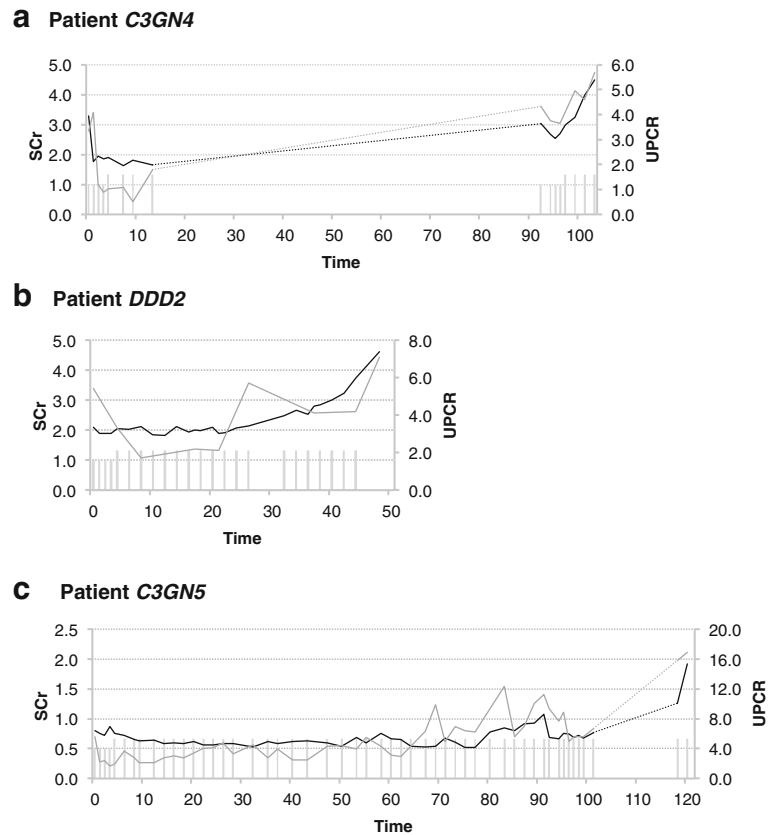 a Patient C3GN4
5.0 6.0
4.0 5.0
3.0 4.0
2.0 3.0
1.0 2.0
0.0 1.0
0.0
SCr
UPCR
0 10 20 30 40 50 60 70 80 90 100
Time
b Patient DDD2
5.0 8.0
4.0 6.0
3.0 4.0
2.0 2.0
1.0 0.0
0.0
SCr
UPCR
0 10 20 30 40 50
Time
c Patient C3GN5
2.5 20.0
2.0 16.0
1.5 12.0
1.0 8.0
0.5 4.0
0.0 0.0
SCr
UPCR
0 10 20 30 40 50 60 70 80 90 100 110 120
Time